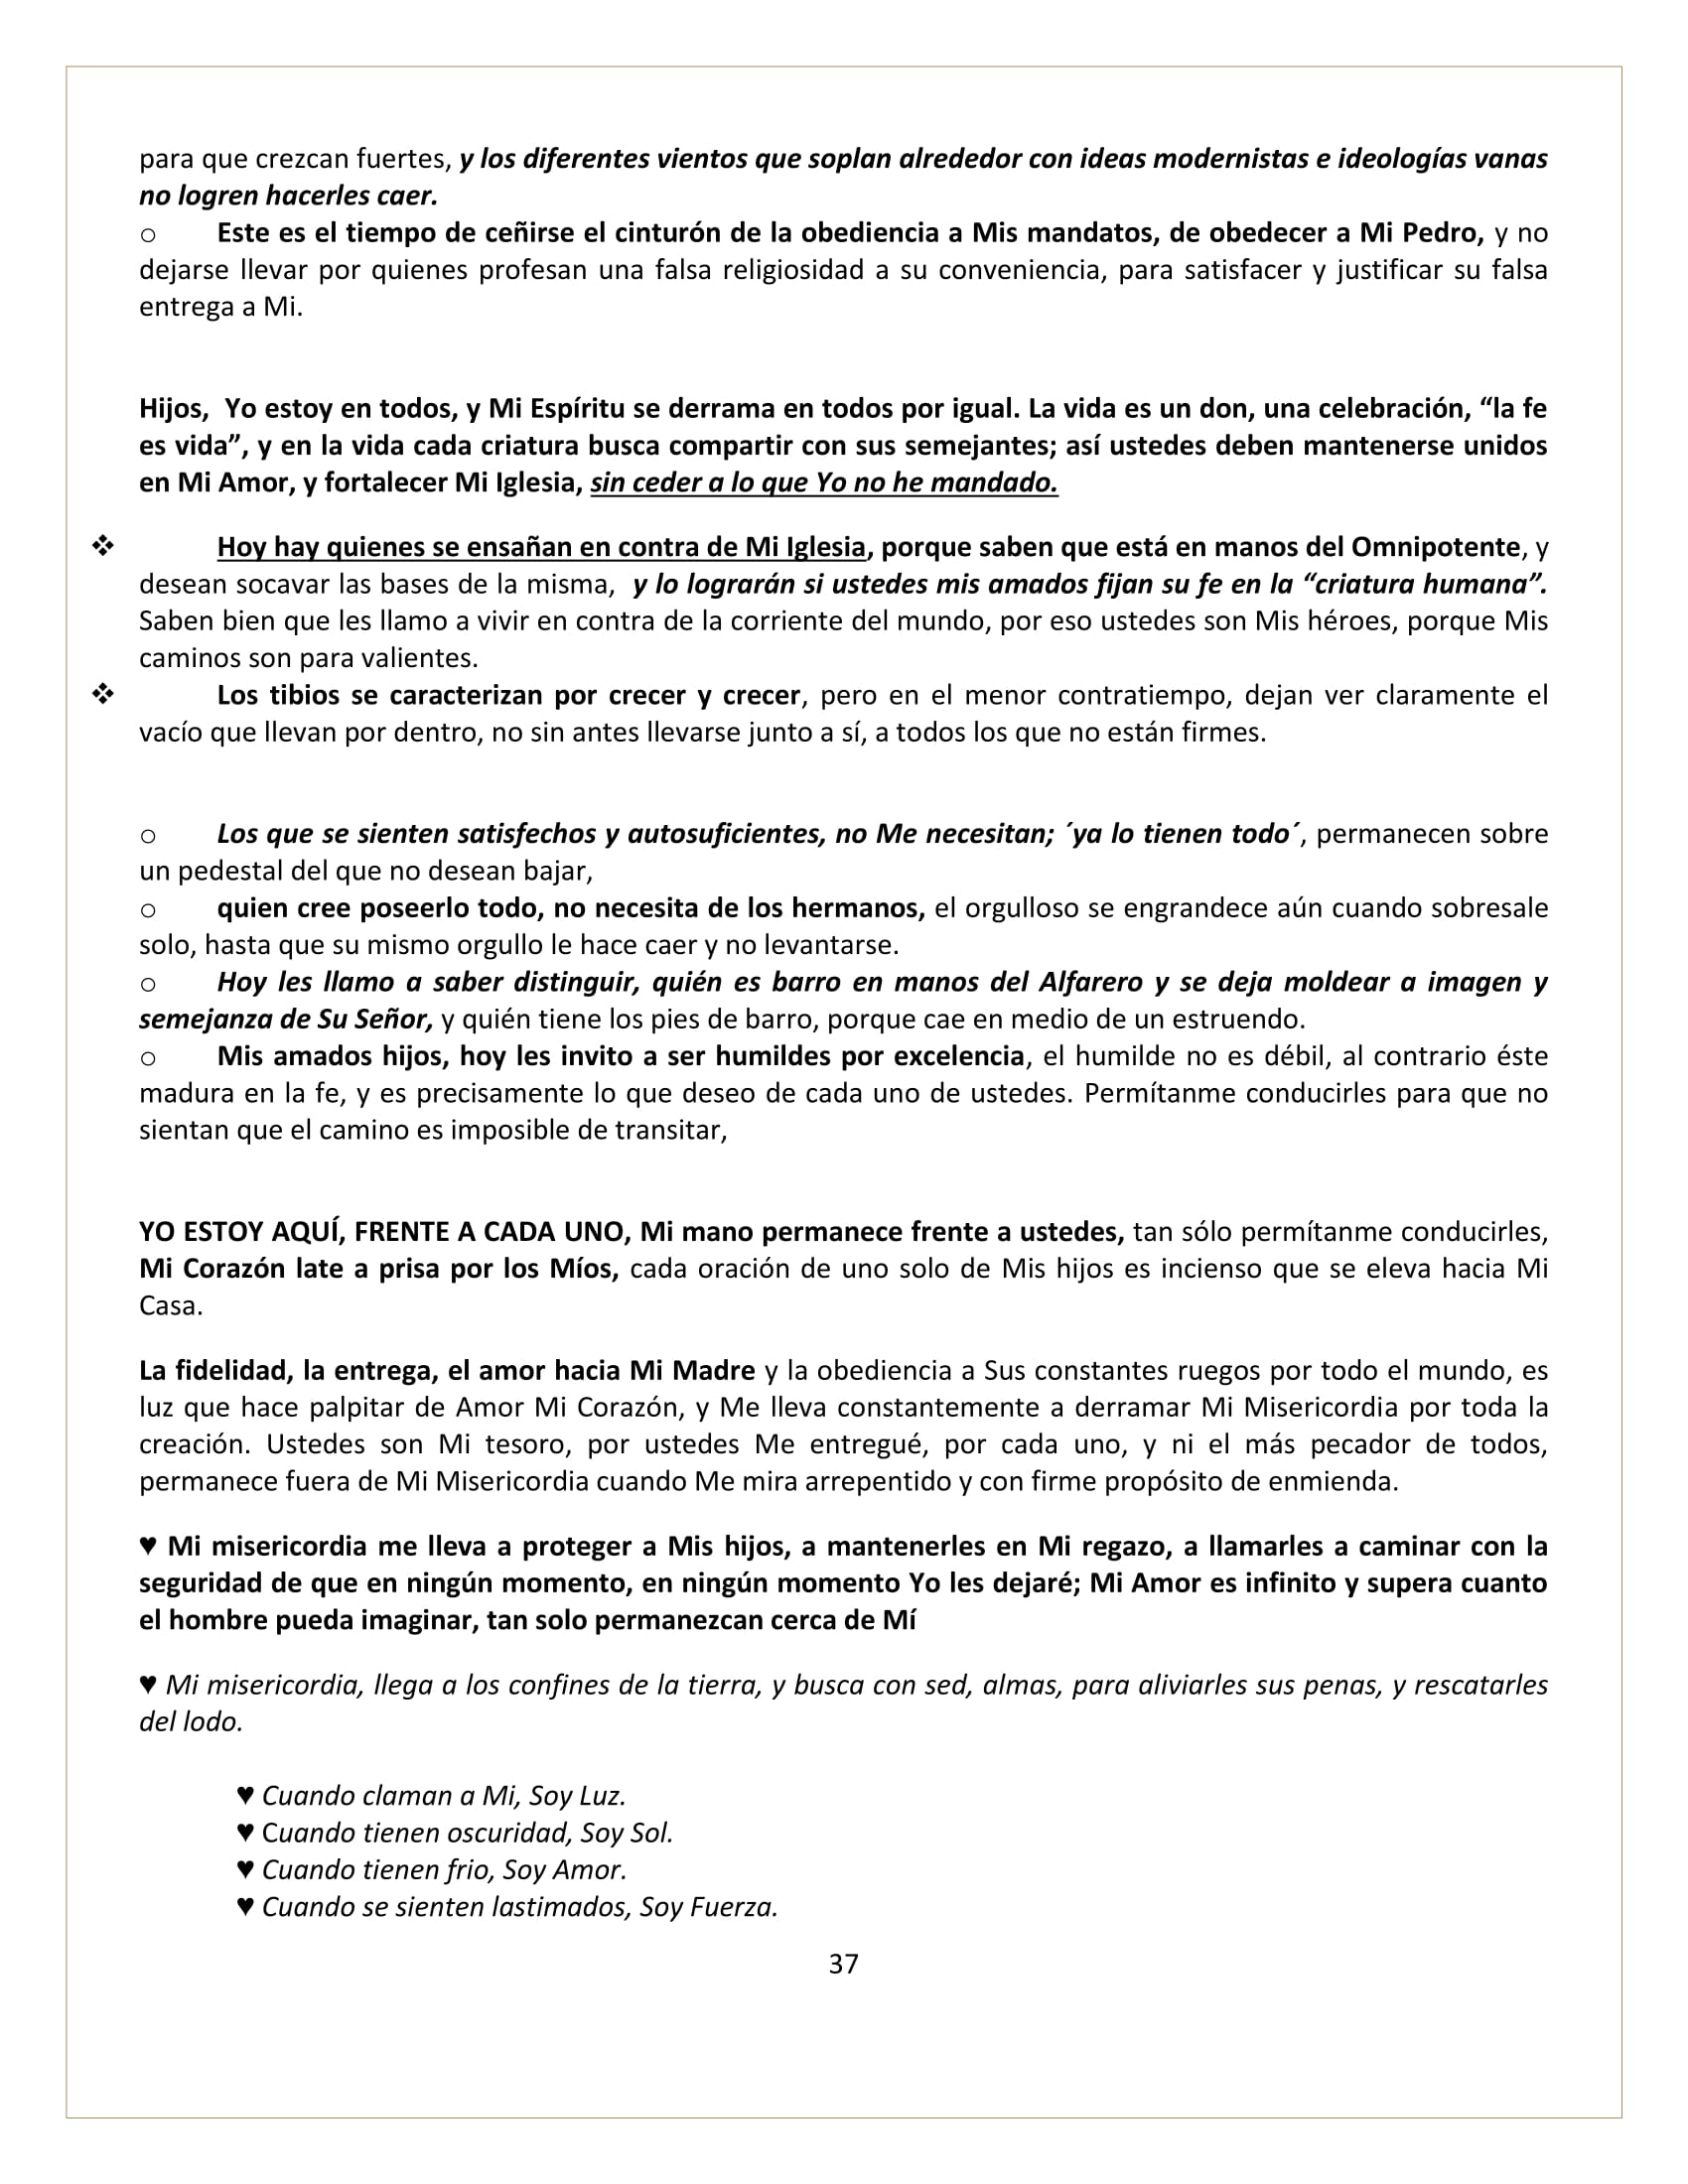 para que crezcan fuertes, y los diferentes vientos que soplan alrededor con ideas modernistas e ideologías vanas
no logren hacerles caer.
o Este es el tiempo de ceñirse el cinturón de la obediencia a Mis mandatos, de obedecer a Mi Pedro, y no
dejarse llevar por quienes profesan una falsa religiosidad a su conveniencia, para satisfacer y justificar su falsa
entrega a Mi.
Hijos, Yo estoy en todos, y Mi Espíritu se derrama en todos por igual. La vida es un don, una celebración, “la fe
es vida”, y en la vida cada criatura busca compartir con sus semejantes; así ustedes deben mantenerse unidos
en Mi Amor, y fortalecer Mi Iglesia, sin ceder a lo que Yo no he mandado.
❖ Hoy hay quienes se ensañan en contra de Mi Iglesia, porque saben que está en manos del Omnipotente, y
desean socavar las bases de la misma, y lo lograrán si ustedes mis amados fijan su fe en la “criatura humana”.
Saben bien que les llamo a vivir en contra de la corriente del mundo, por eso ustedes son Mis héroes, porque Mis
caminos son para valientes.
❖ Los tibios se caracterizan por crecer y crecer, pero en el menor contratiempo, dejan ver claramente el
vacío que llevan por dentro, no sin antes llevarse junto a sí, a todos los que no están firmes.
o Los que se sienten satisfechos y autosuficientes, no Me necesitan; ´ya lo tienen todo´, permanecen sobre
un pedestal del que no desean bajar,
o quien cree poseerlo todo, no necesita de los hermanos, el orgulloso se engrandece aún cuando sobresale
solo, hasta que su mismo orgullo le hace caer y no levantarse.
o Hoy les llamo a saber distinguir, quién es barro en manos del Alfarero y se deja moldear a imagen y
semejanza de Su Señor, y quién tiene los pies de barro, porque cae en medio de un estruendo.
o Mis amados hijos, hoy les invito a ser humildes por excelencia, el humilde no es débil, al contrario éste
madura en la fe, y es precisamente lo que deseo de cada uno de ustedes. Permítanme conducirles para que no
sientan que el camino es imposible de transitar,
YO ESTOY AQUÍ, FRENTE A CADA UNO, Mi mano permanece frente a ustedes, tan sólo permítanme conducirles,
Mi Corazón late a prisa por los Míos, cada oración de uno solo de Mis hijos es incienso que se eleva hacia Mi
Casa.
La fidelidad, la entrega, el amor hacia Mi Madre y la obediencia a Sus constantes ruegos por todo el mundo, es
luz que hace palpitar de Amor Mi Corazón, y Me lleva constantemente a derramar Mi Misericordia por toda la
creación. Ustedes son Mi tesoro, por ustedes Me entregué, por cada uno, y ni el más pecador de todos,
permanece fuera de Mi Misericordia cuando Me mira arrepentido y con firme propósito de enmienda.
♥ Mi misericordia me lleva a proteger a Mis hijos, a mantenerles en Mi regazo, a llamarles a caminar con la
seguridad de que en ningún momento, en ningún momento Yo les dejaré; Mi Amor es infinito y supera cuanto
el hombre pueda imaginar, tan solo permanezcan cerca de Mí
♥ Mi misericordia, llega a los confines de la tierra, y busca con sed, almas, para aliviarles sus penas, y rescatarles
del lodo.
♥ Cuando claman a Mi, Soy Luz.
♥ Cuando tienen oscuridad, Soy Sol.
♥ Cuando tienen frio, Soy Amor.
♥ Cuando se sienten lastimados, Soy Fuerza.
37